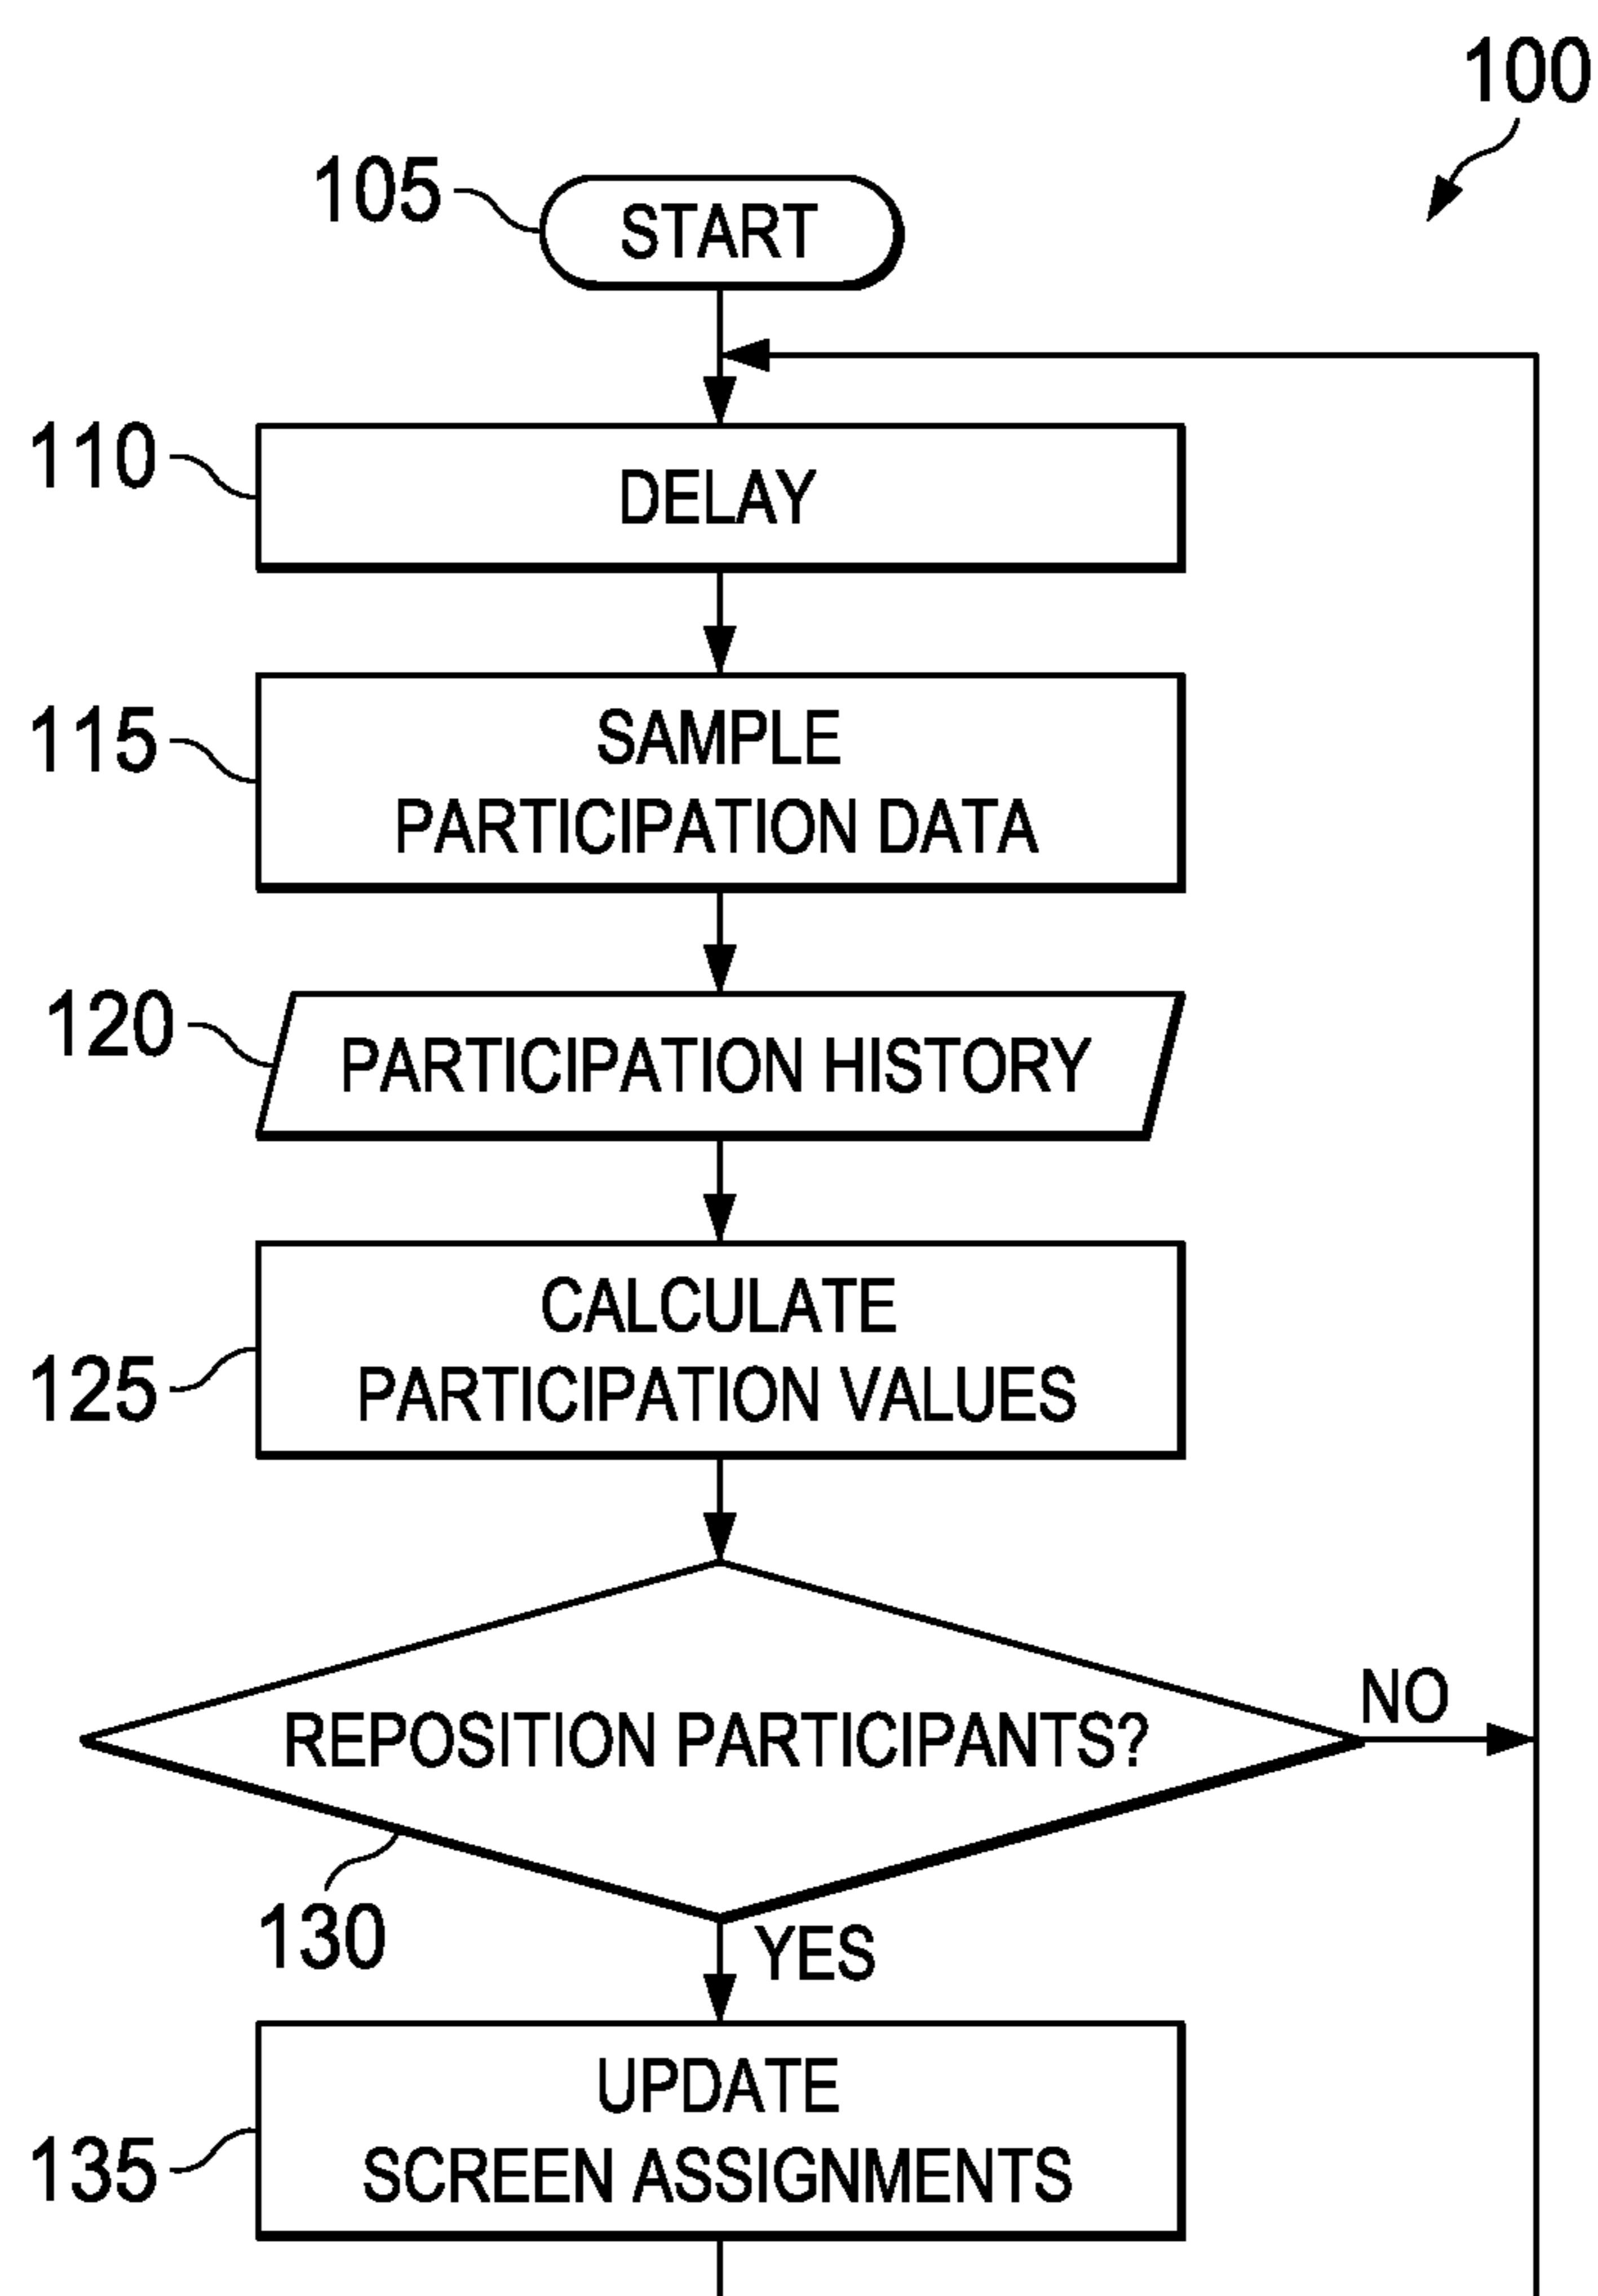 100
105
START
110
DELAY
115
SAMPLE
PARTICIPATION DATA
120
PARTICIPATION HISTORY
125
CALCULATE
PARTICIPATION VALUES
REPOSITION PARTICIPANTS?
NO
130
YES
135
UPDATE
SCREEN ASSIGNMENTS